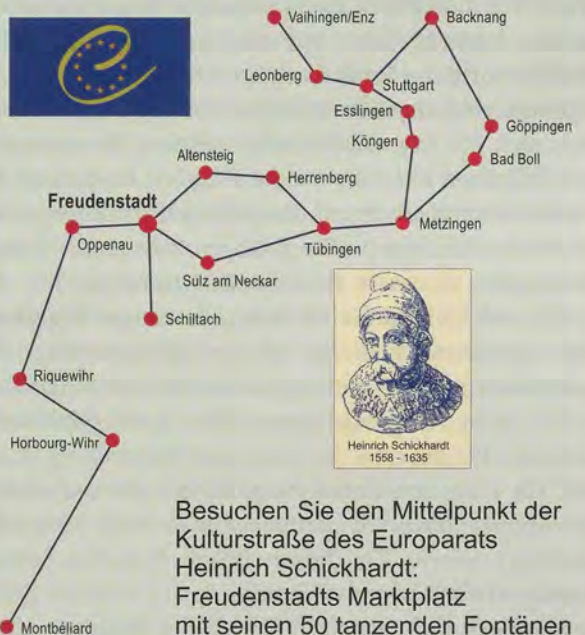 Vaihingen/Enz
Backnang
Leonberg
Stuttgart
Esslingen
Göppingen
Köngen
Altensteig
Bad Boll
Herrenberg
Freudenstadt
Oppenau
Metzingen
Tübingen
Sulz am Neckar
Schiltach
Riquewihr
Heinrich Schickhardt
1558 - 1635
Horbourg-Wihr
Besuchen Sie den Mittelpunkt der
Kulturstraße des Europarats
Heinrich Schickhardt:
Freudenstadts Marktplatz
mit seinen 50 tanzenden Fontänen
Montbéliard